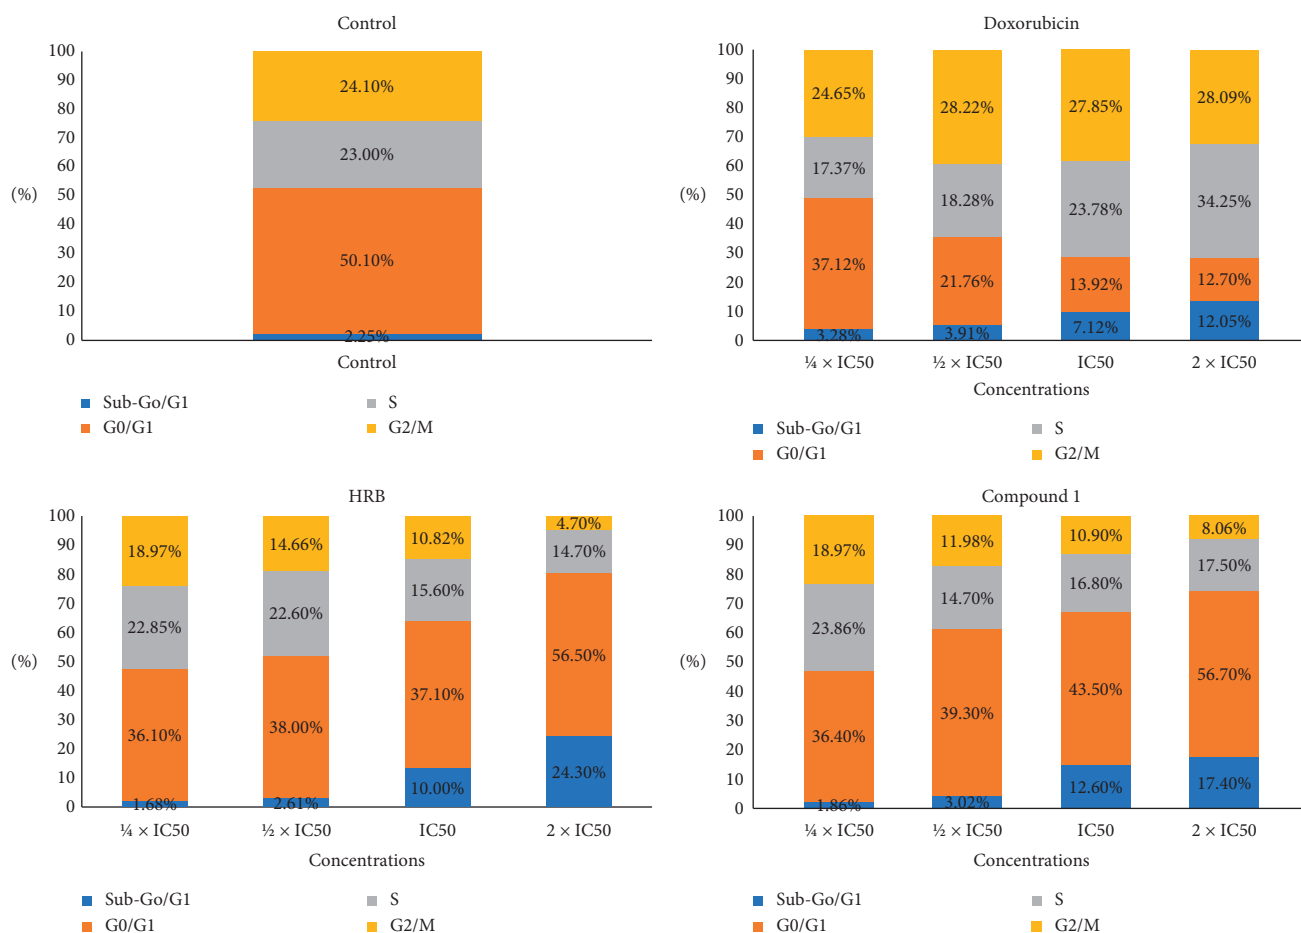 Control
100
90
80
70
60
50
40
30
20
10
0
(%)
24.10%
23.00%
50.10%
2.25%
Control
Sub-Go/G1
S
G0/G1
G2/M
Doxorubicin
100
90
80
70
60
50
40
30
20
10
0
(%)
24.65% 28.22% 27.85% 28.09%
17.37% 18.28% 23.78% 34.25%
37.12% 21.76% 13.92% 12.70%
3.28% 3.91% 7.12% 12.05%
¼ × IC50 ½ × IC50 IC50 2 × IC50
Concentrations
Sub-Go/G1
S
G0/G1
G2/M
HRB
100
90
80
70
60
50
40
30
20
10
0
(%)
18.97% 14.66% 10.82% 4.70%
22.85% 22.60% 15.60% 14.70%
36.10% 38.00% 37.10% 56.50%
1.68% 2.61% 10.00% 24.30%
¼ × IC50 ½ × IC50 IC50 2 × IC50
Concentrations
Sub-Go/G1
S
G0/G1
G2/M
Compound 1
100
90
80
70
60
50
40
30
20
10
0
(%)
18.97% 11.98% 10.90% 8.06%
23.86% 14.70% 16.80% 17.50%
36.40% 39.30% 43.50% 56.70%
1.86% 3.02% 12.60% 17.40%
¼ × IC50 ½ × IC50 IC50 2 × IC50
Concentrations
Sub-Go/G1
S
G0/G1
G2/M